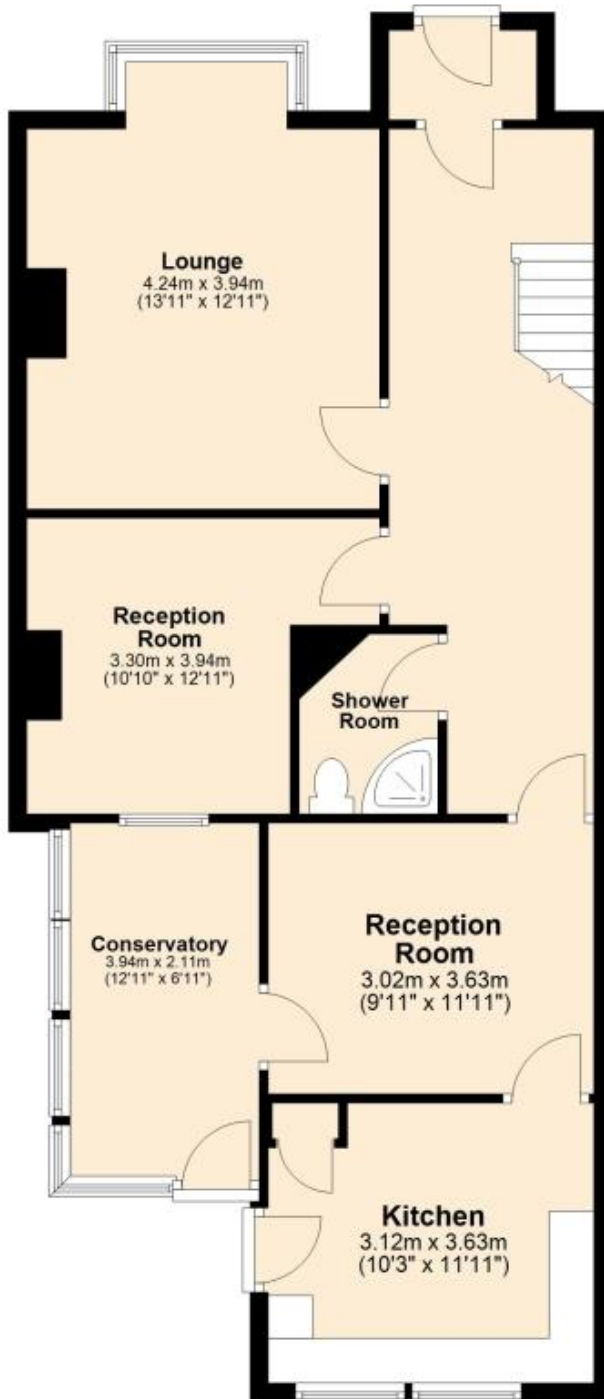 Lounge
4.24m x 3.94m
(13'11" x 12'11")
Reception
Room
3.30m x 3.94m
(10'10" x 12'11")
Shower
Room
Conservatory
3.94m x 2.11m
(12'11" x 6'11")
Reception
Room
3.02m x 3.63m
(9'11" x 11'11")
Kitchen
3.12m x 3.63m
(10'3" x 11'11")